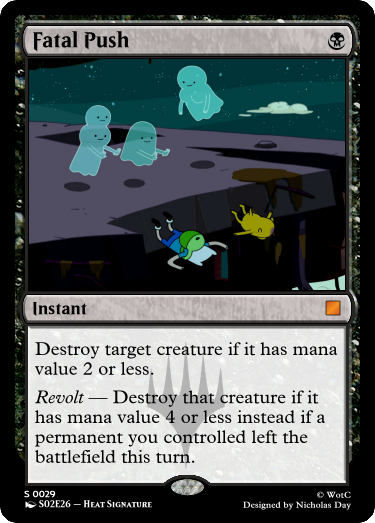 Fatal Push
Instant
Destroy target creature if it has mana
value 2 or less.
Revolt — Destroy that creature if it
has mana value 4 or less instead if a
permanent you controlled left the
battlefield this turn.
S 0029
© WotC
S02E26 – Heat Signature
Designed by Nicholas Day